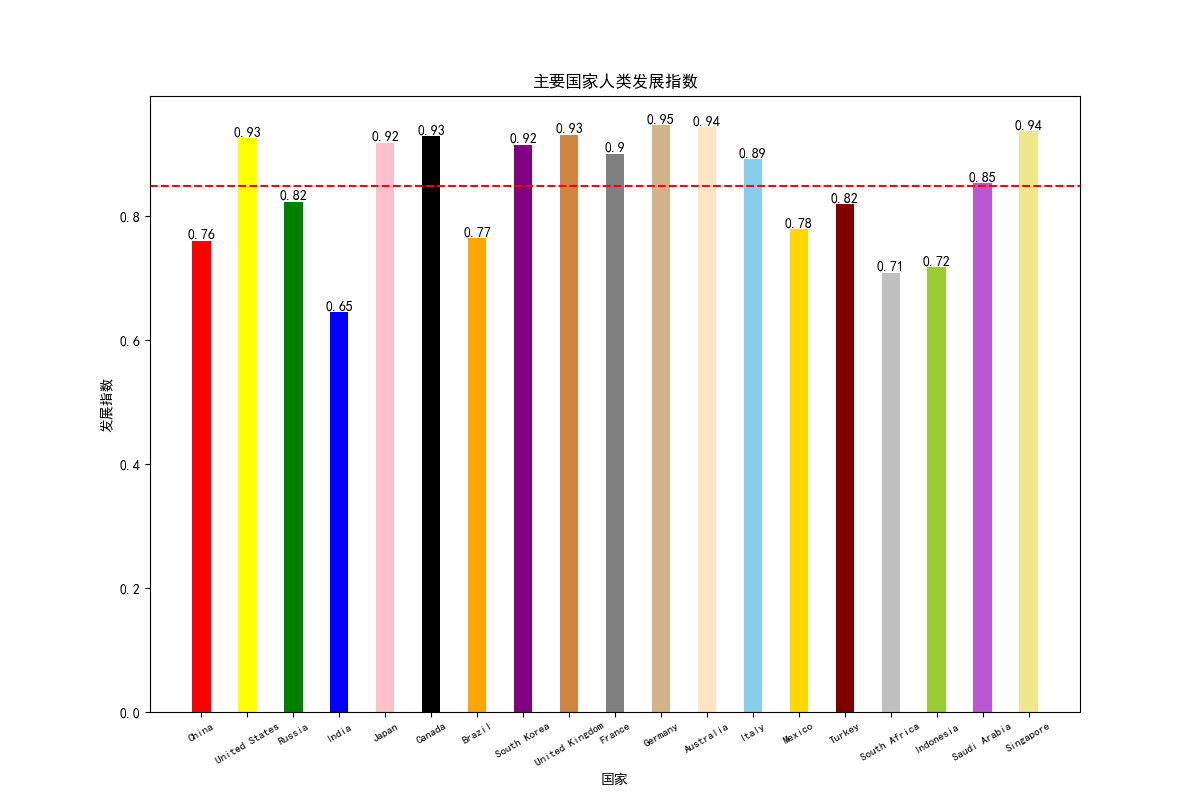 主要国家人类发展指数
发展指数
0.8
0.6
0.4
0.2
0.0
0.76
0.93
0.82
0.65
0.92
0.93
0.77
0.92
0.93
0.9
0.95
0.94
0.89
0.78
0.82
0.71
0.72
0.85
0.94
China
United States
Russia
India
Japan
Canada
Brazil
South Korea
United Kingdom
France
Germany
Australia
Italy
Mexico
Turkey
South Africa
Indonesia
Saudi Arabia
Singapore
国家